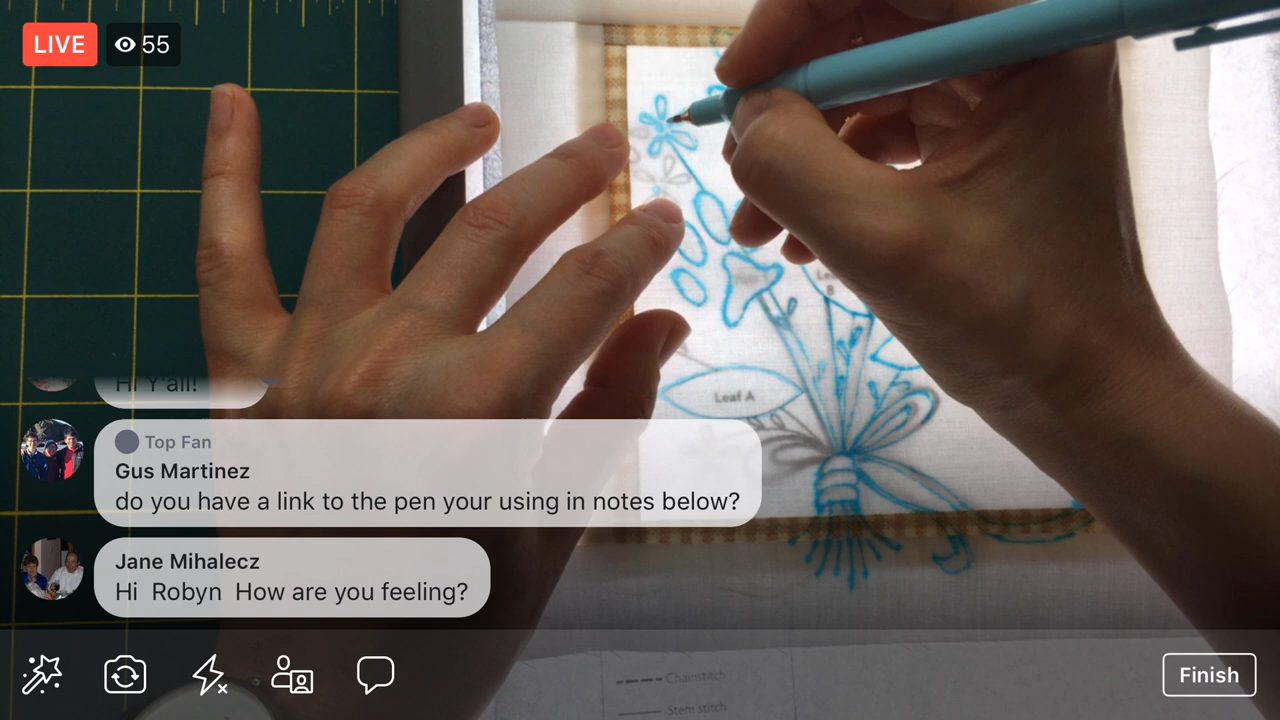 LIVE
55
Leaf
B
Leaf A
Hi Y'all!
Top Fan
Gus Martinez
do you have a link to the pen your using in notes below?
Jane Mihalecz
Hi Robyn How are you feeling?
Finish
Chainstitch
Stem stitch